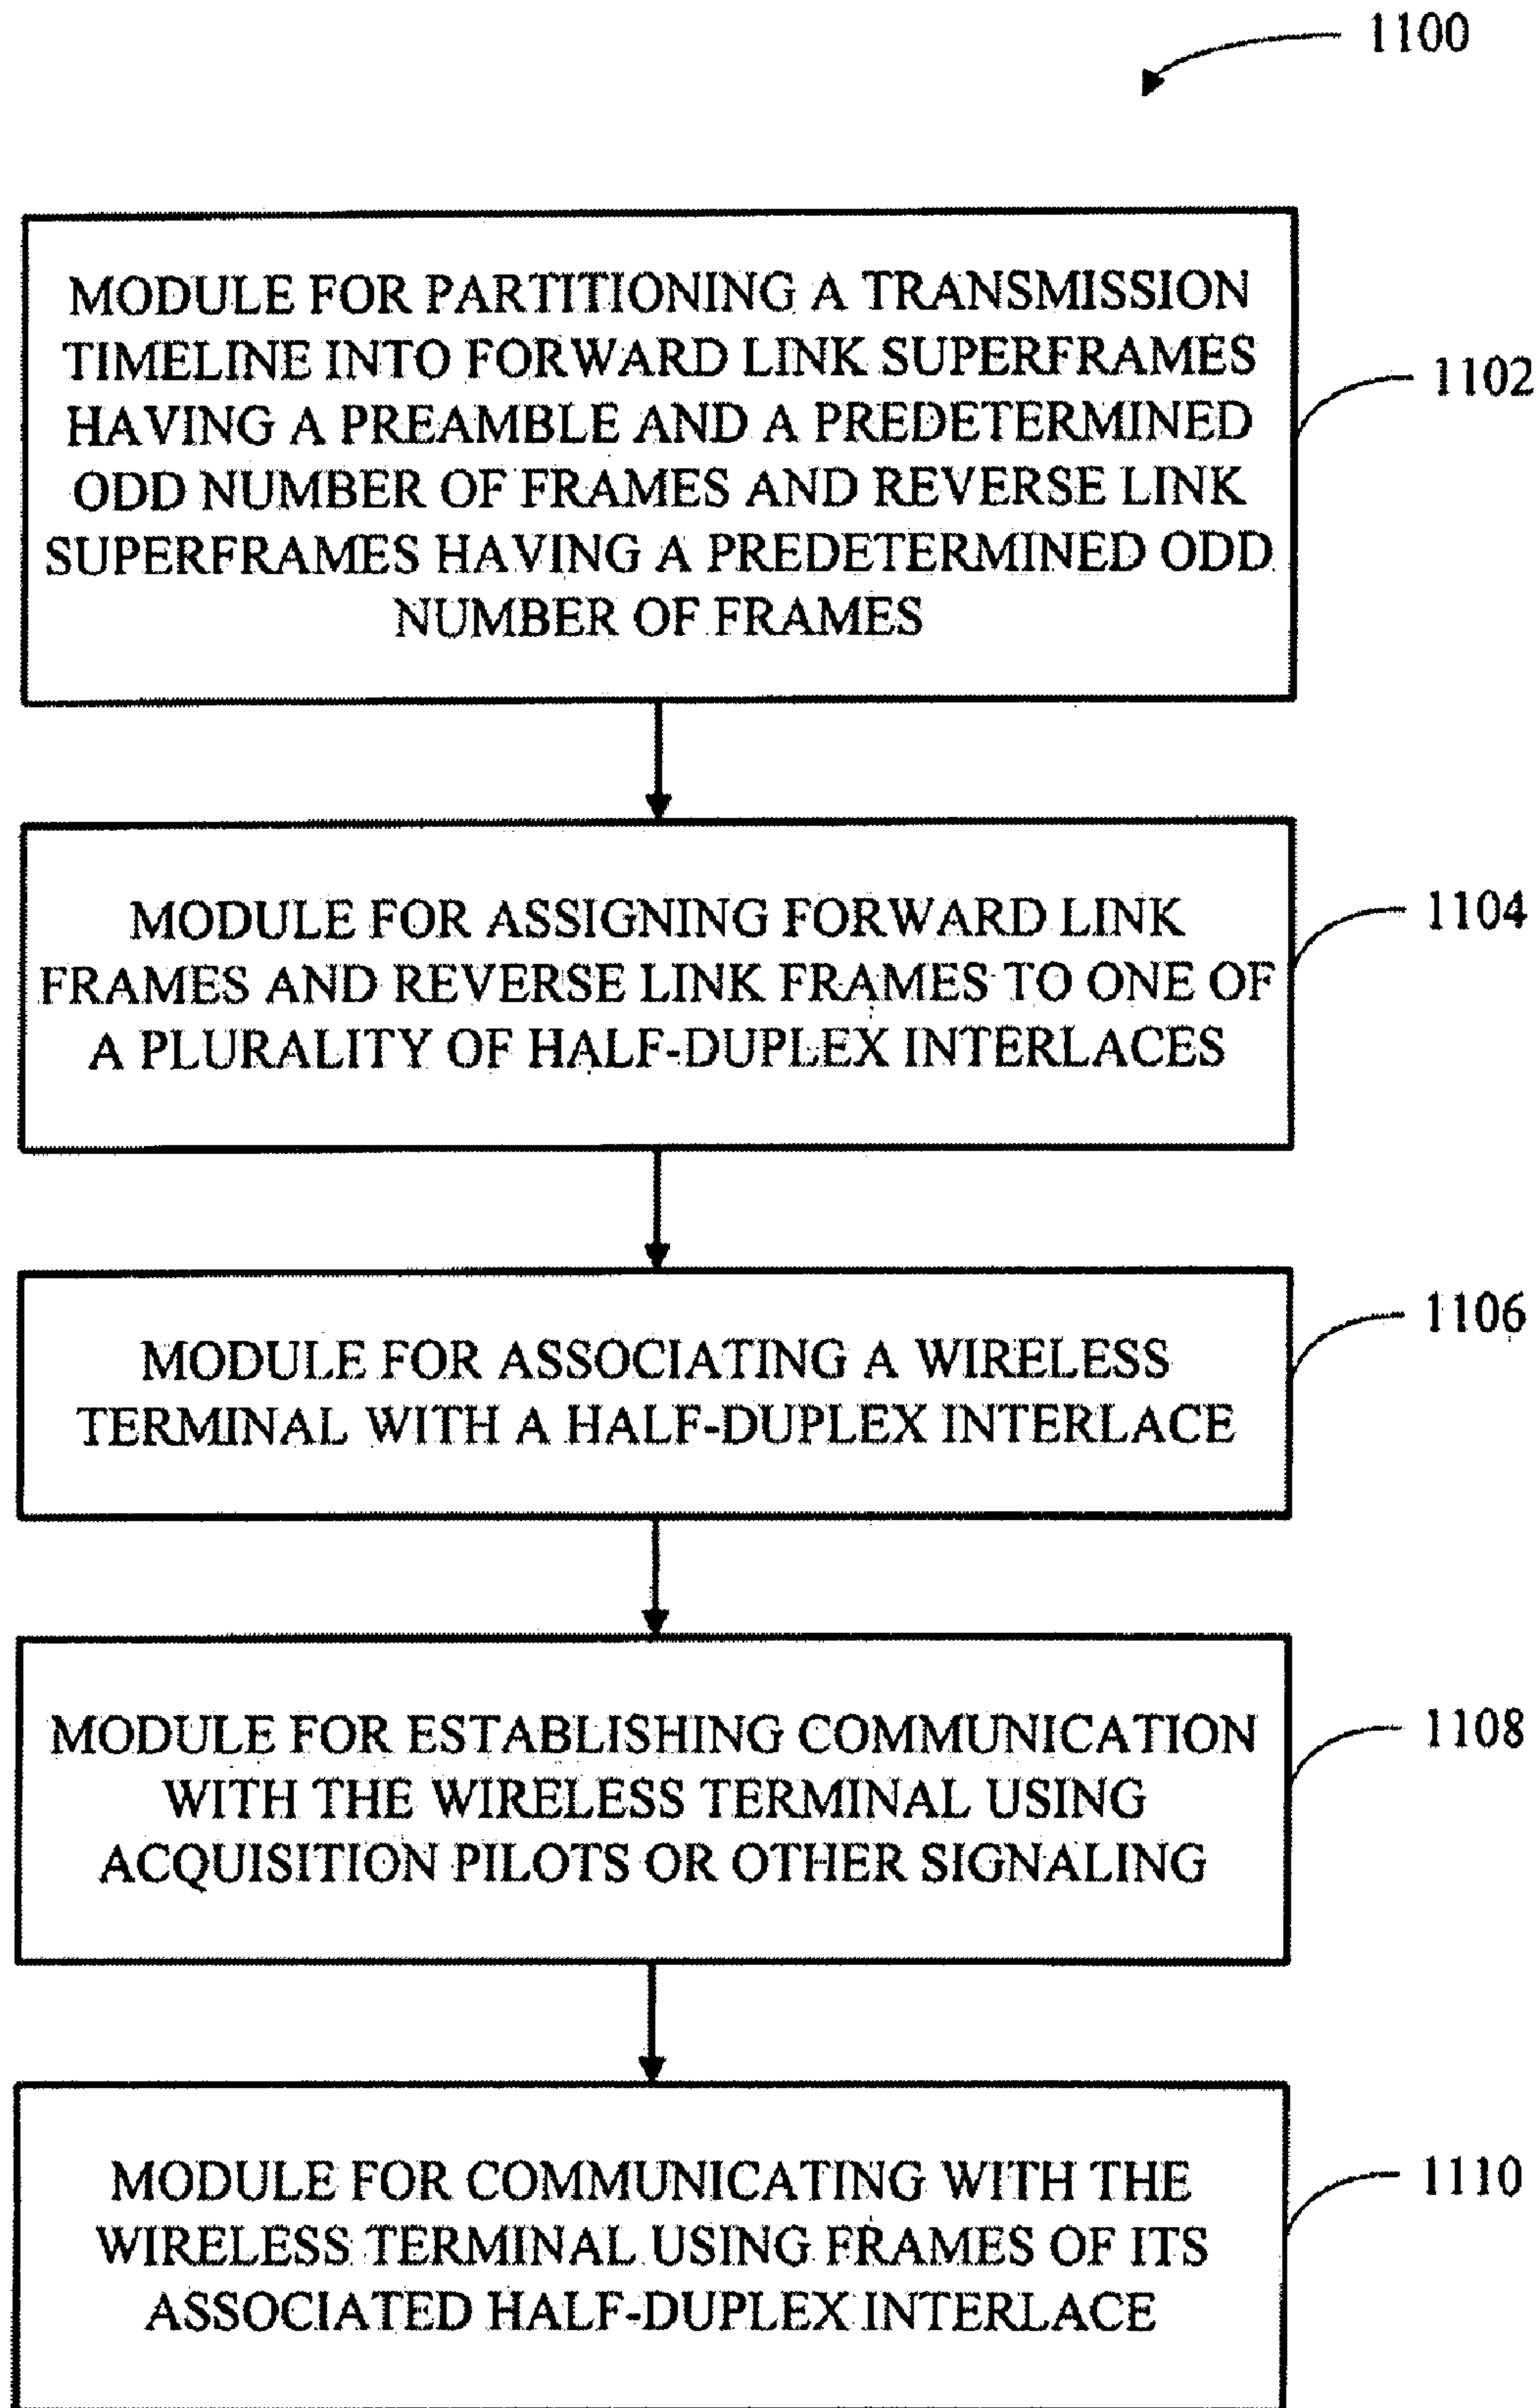 1100
MODULE FOR PARTITIONING A TRANSMISSION
TIMELINE INTO FORWARD LINK SUPERFRAMES
HAVING A PREAMBLE AND A PREDETERMINED
ODD NUMBER OF FRAMES AND REVERSE LINK
SUPERFRAMES HAVING A PREDETERMINED ODD
NUMBER OF FRAMES
1102
MODULE FOR ASSIGNING FORWARD LINK
FRAMES AND REVERSE LINK FRAMES TO ONE OF
A PLURALITY OF HALF-DUPLEX INTERLACES
1104
MODULE FOR ASSOCIATING A WIRELESS
TERMINAL WITH A HALF-DUPLEX INTERLACE
1106
MODULE FOR ESTABLISHING COMMUNICATION
WITH THE WIRELESS TERMINAL USING
ACQUISITION PILOTS OR OTHER SIGNALING
1108
MODULE FOR COMMUNICATING WITH THE
WIRELESS TERMINAL USING FRAMES OF ITS
ASSOCIATED HALF-DUPLEX INTERLACE
1110